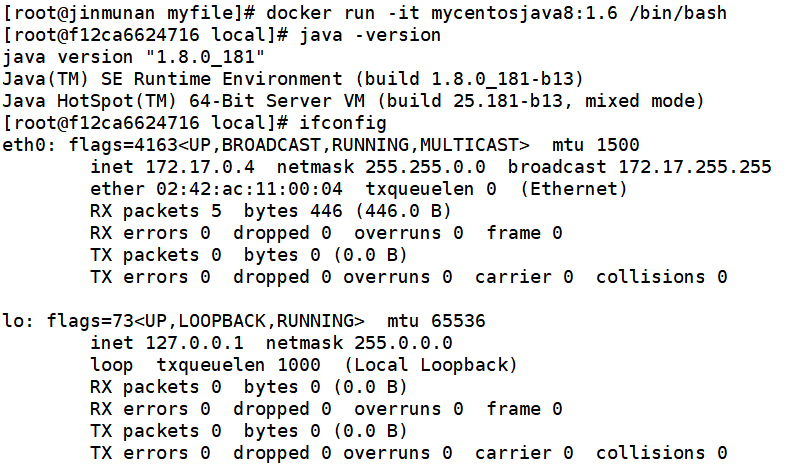 [root@jinmunan myfile]# docker run -it mycentosjava8:1.6 /bin/bash
[root@f12ca6624716 local]# java -version
java version "1.8.0_181"
Java(TM) SE Runtime Environment (build 1.8.0_181-b13)
Java HotSpot(TM) 64-Bit Server VM (build 25.181-b13, mixed mode)
[root@f12ca6624716 local]# ifconfig
eth0: flags=4163<UP,BROADCAST,RUNNING,MULTICAST>  mtu 1500
        inet 172.17.0.4  netmask 255.255.0.0  broadcast 172.17.255.255
        ether 02:42:ac:11:00:04  txqueuelen 0  (Ethernet)
        RX packets 5  bytes 446 (446.0 B)
        RX errors 0  dropped 0  overruns 0  frame 0
        TX packets 0  bytes 0 (0.0 B)
        TX errors 0  dropped 0 overruns 0  carrier 0  collisions 0

lo: flags=73<UP,LOOPBACK,RUNNING>  mtu 65536
        inet 127.0.0.1  netmask 255.0.0.0
        loop  txqueuelen 1000  (Local Loopback)
        RX packets 0  bytes 0 (0.0 B)
        RX errors 0  dropped 0  overruns 0  frame 0
        TX packets 0  bytes 0 (0.0 B)
        TX errors 0  dropped 0 overruns 0  carrier 0  collisions 0